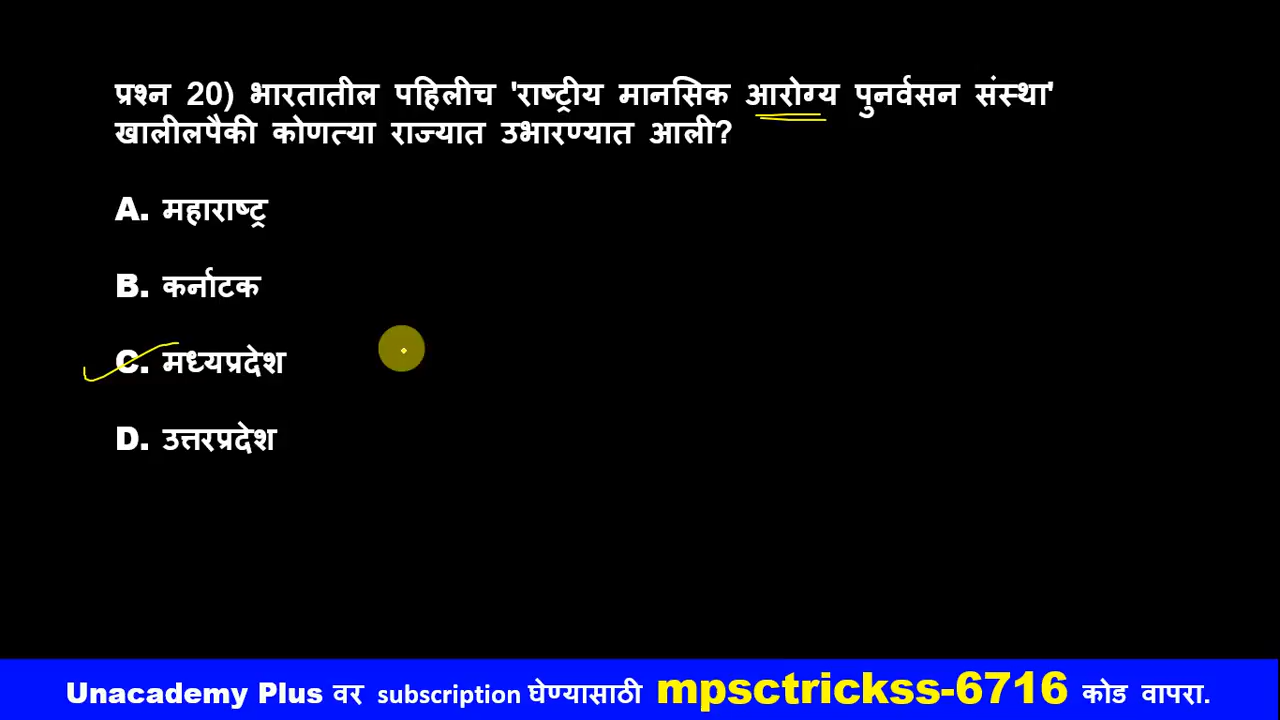 प्रश्न 20) भारतातील पहिलीच 'राष्ट्रीय मानसिक आरोग्य पुनर्वसन संस्था'
खालीलपैकी कोणत्या राज्यात उभारण्यात आली?
A. महाराष्ट्र
B. कर्नाटक
C. मध्यप्रदेश
D. उत्तरप्रदेश
Unacademy Plus वर subscription घेण्यासाठी mpsctrickss-6716 कोड वापरा.